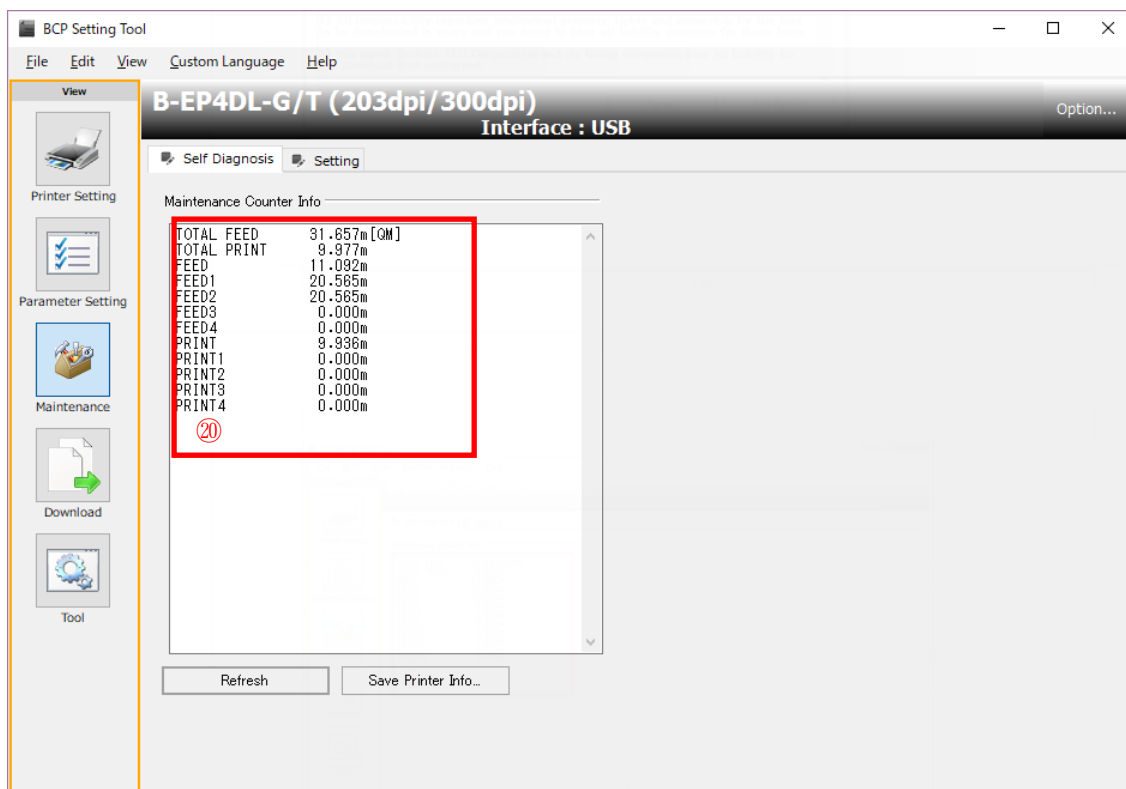 BCP Setting Tool
File Edit View Custom Language Help
View
B-EP4DL-G/T (203dpi/300dpi)
Interface : USB
Option...
Self Diagnosis Setting
Printer Setting
Parameter Setting
Maintenance
Download
Tool
Maintenance Counter Info
TOTAL FEED 31.657m[QM]
TOTAL PRINT 9.977m
FEED 11.092m
FEED1 20.565m
FEED2 20.565m
FEED3 0.000m
FEED4 0.000m
PRINT 9.936m
PRINT1 0.000m
PRINT2 0.000m
PRINT3 0.000m
PRINT4 0.000m
⑳
Refresh Save Printer Info...